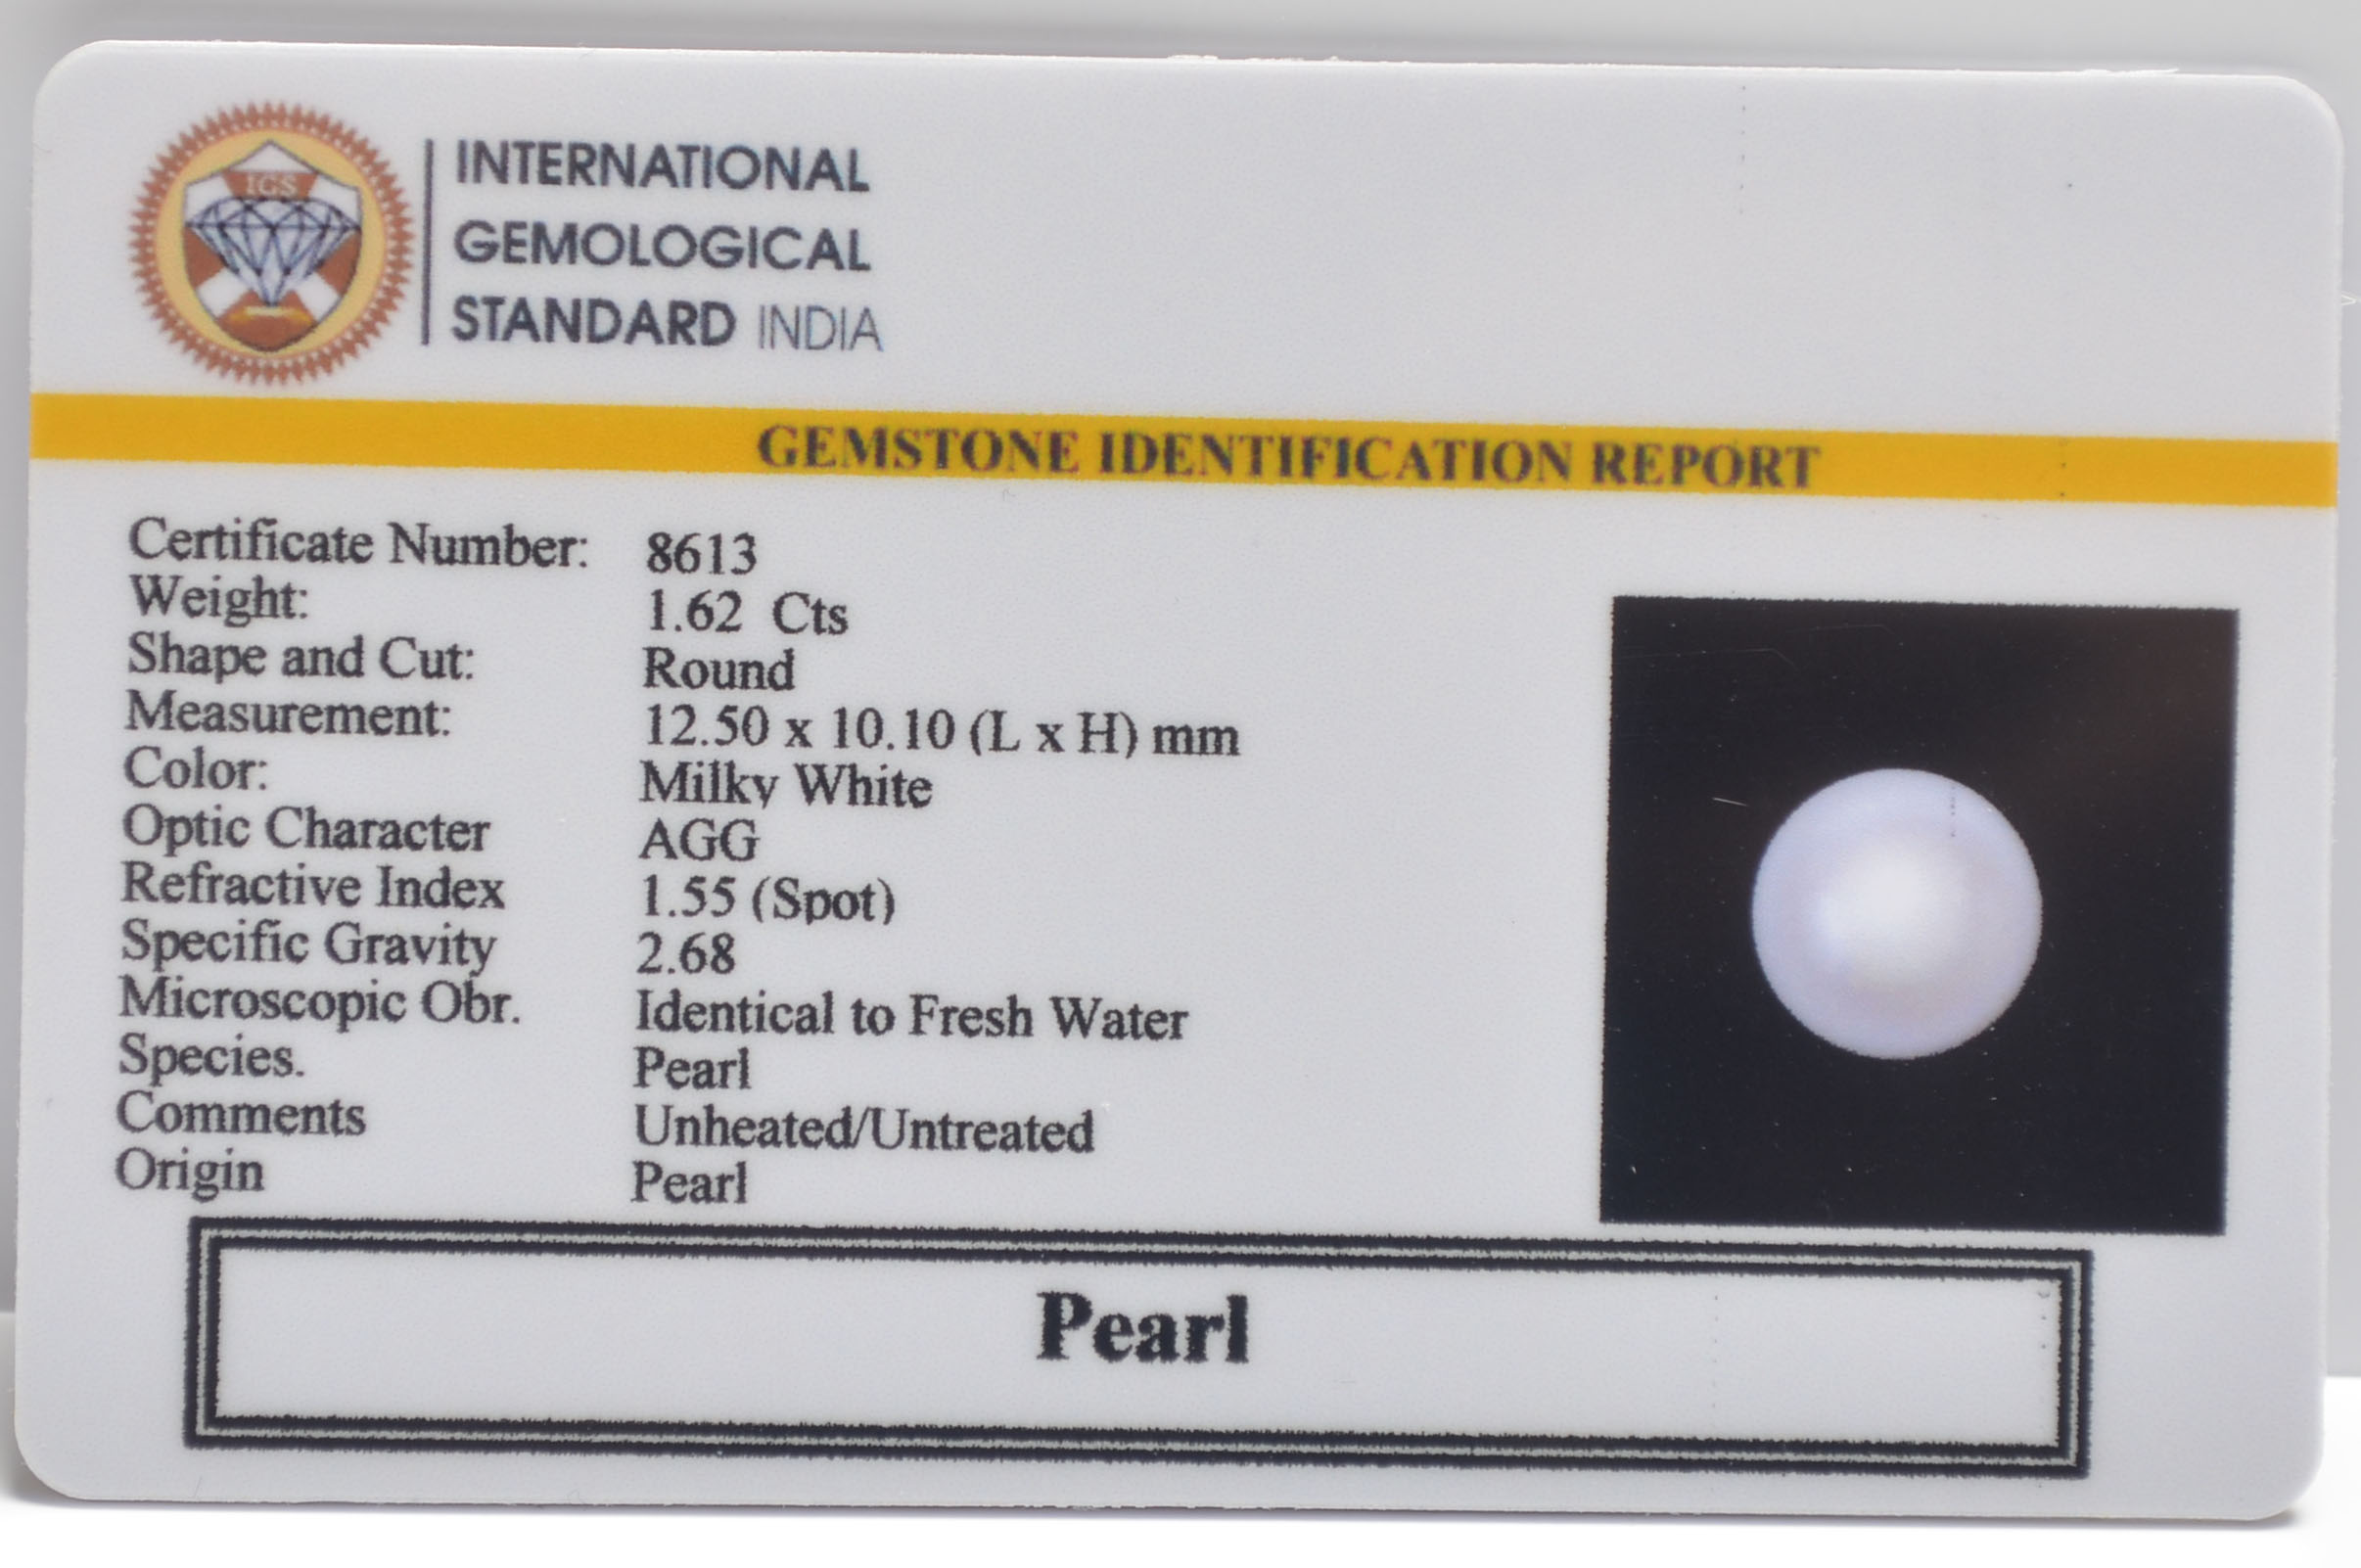 IGS
INTERNATIONAL
GEMOLOGICAL
STANDARD INDIA
GEMSTONE IDENTIFICATION REPORT
Certificate Number: 8613
Weight: 1.62 Cts
Shape and Cut: Round
Measurement: 12.50 x 10.10 (L x H) mm
Color: Milky White
Optic Character AGG
Refractive Index 1.55 (Spot)
Specific Gravity 2.68
Microscopic Obr. Identical to Fresh Water
Species. Pearl
Comments Unheated/Untreated
Origin Pearl
Pearl